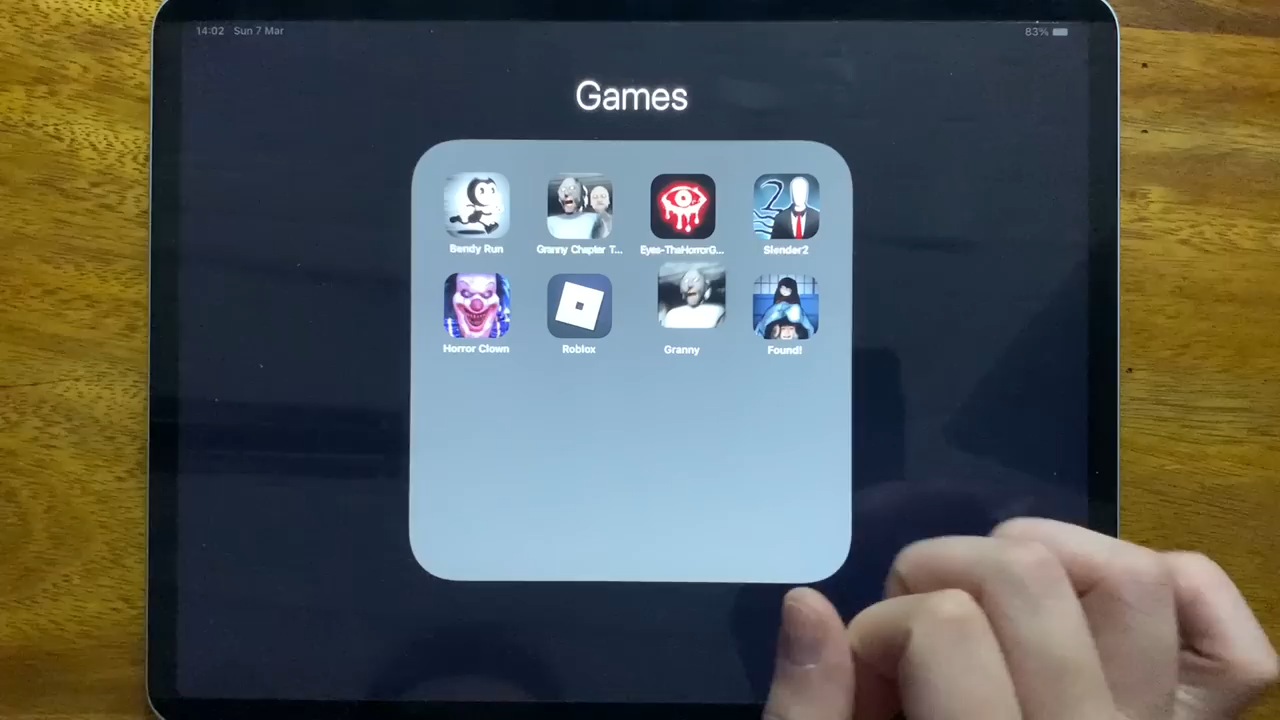 14:02 Sun 7 Mar
83%
Games
Bendy Run
Granny Chapter T...
Eyes-TheHorrorG...
Slender2
2
Horror Clown
Roblox
Granny
Found!